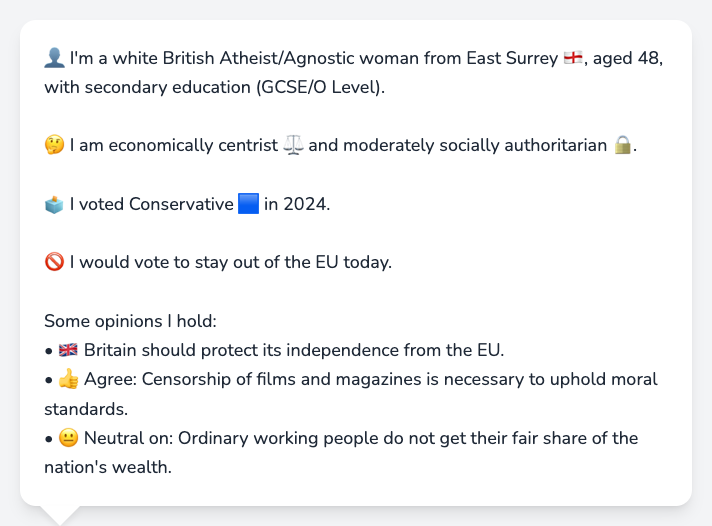 👤 I'm a white British Atheist/Agnostic woman from East Surrey 🏴󠁧󠁢󠁥󠁮󠁧󠁿, aged 48,
with secondary education (GCSE/O Level).
🤔 I am economically centrist ⚖️ and moderately socially authoritarian 🔒.
🗳️ I voted Conservative 🟦 in 2024.
🚫 I would vote to stay out of the EU today.
Some opinions I hold:
• 🇬🇧 Britain should protect its independence from the EU.
• 👍 Agree: Censorship of films and magazines is necessary to uphold moral
standards.
• 😐 Neutral on: Ordinary working people do not get their fair share of the
nation's wealth.